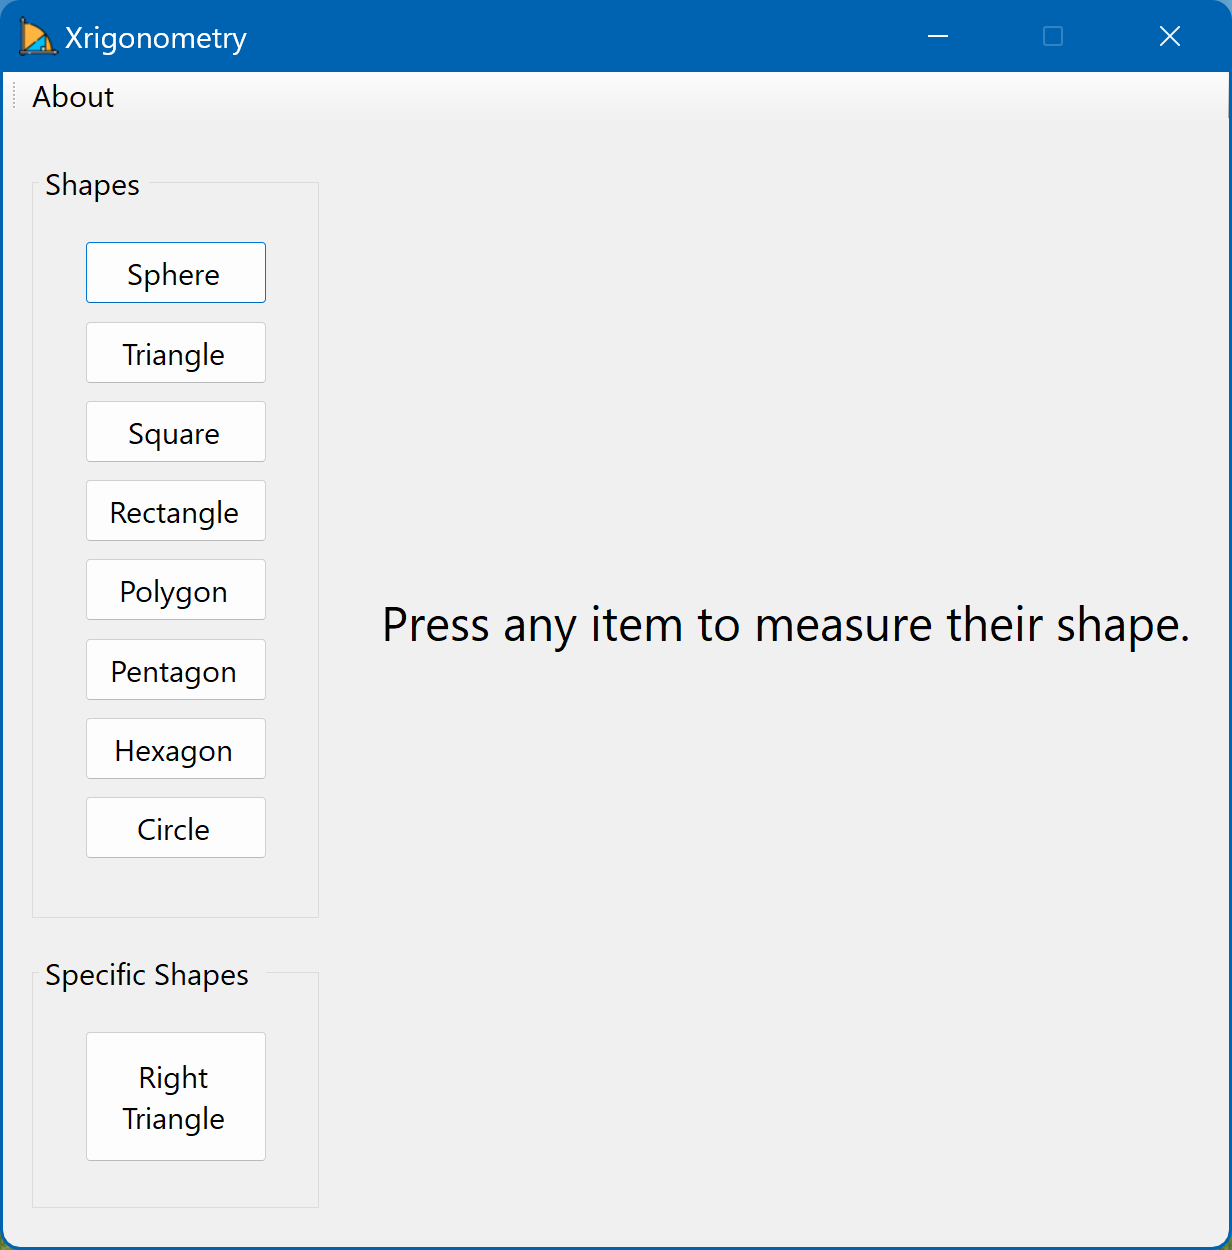 Xrigonometry
About
Shapes
Sphere
Triangle
Square
Rectangle
Polygon
Pentagon
Hexagon
Circle
Press any item to measure their shape.
Specific Shapes
Right
Triangle